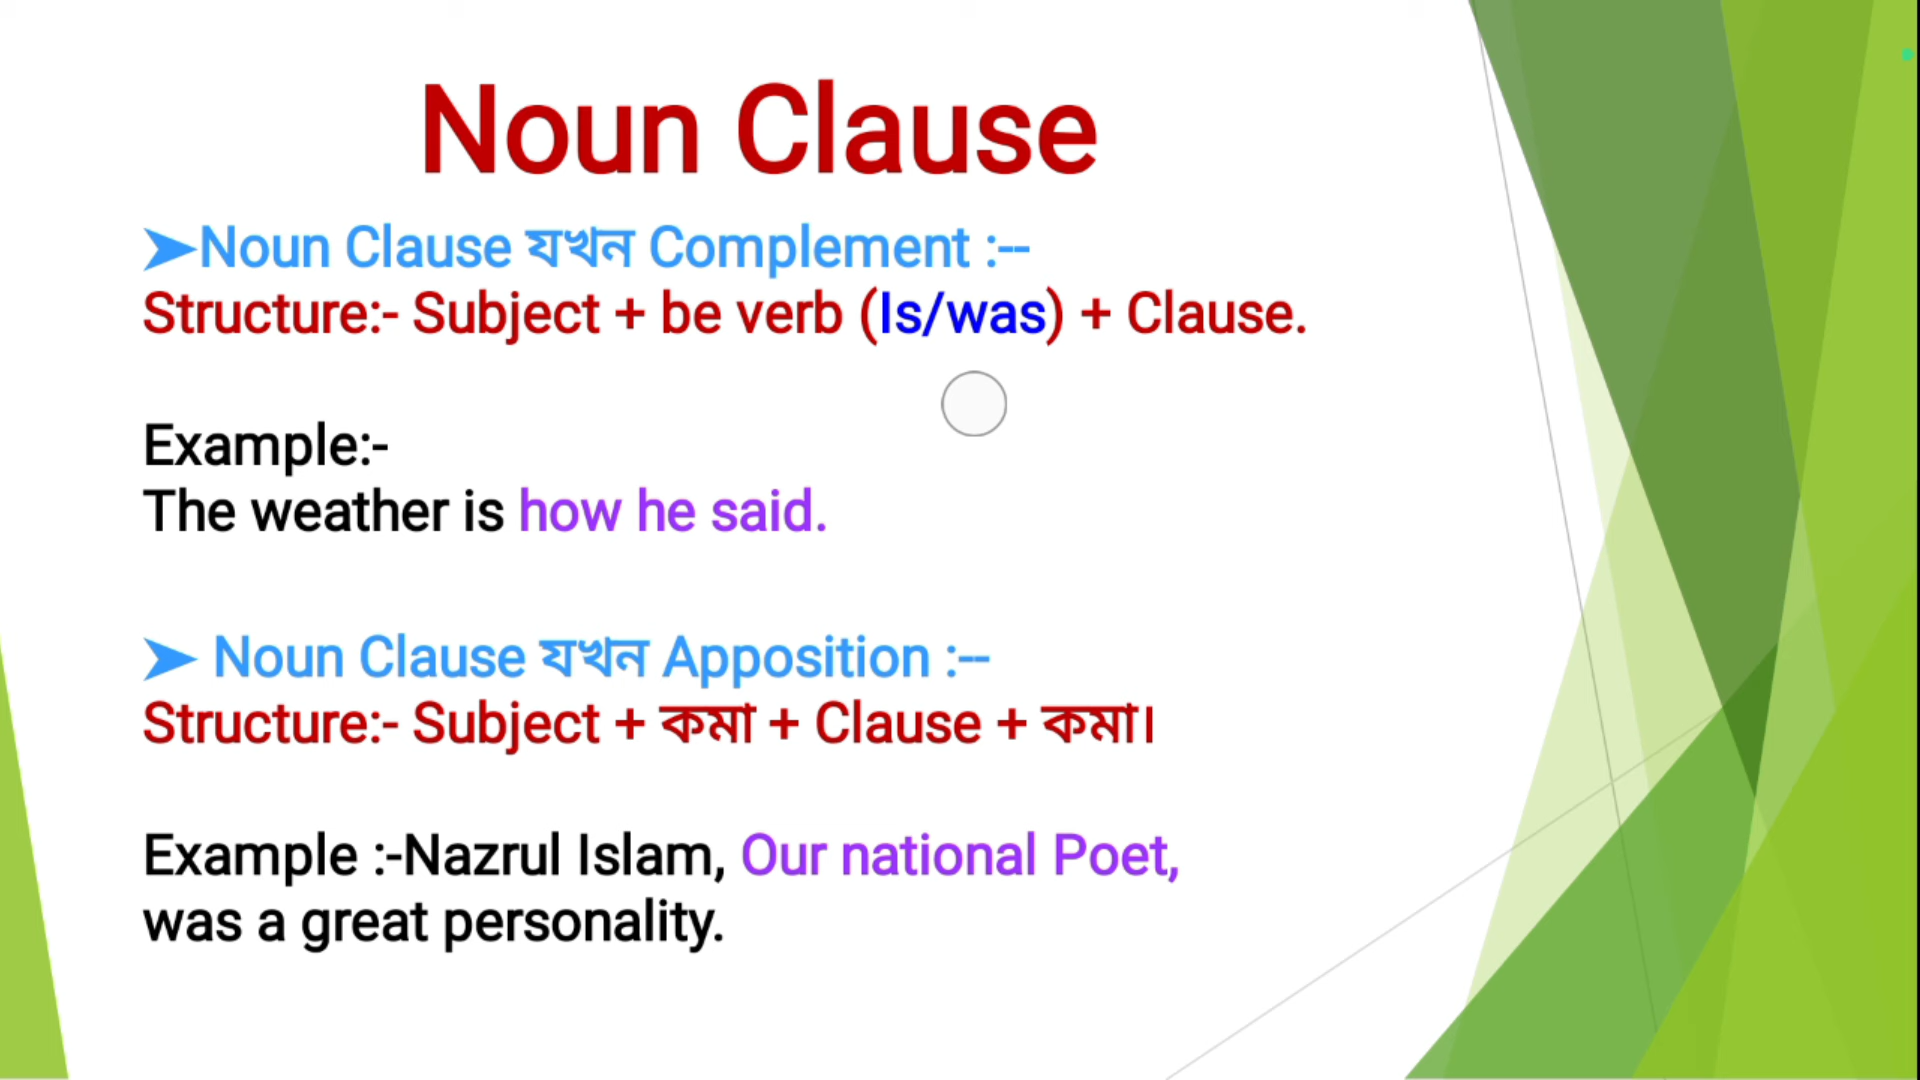 Noun Clause
➤Noun Clause যখন Complement :--
Structure:- Subject + be verb (Is/was) + Clause.
Example:-
The weather is how he said.
➤ Noun Clause যখন Apposition :--
Structure:- Subject + কমা + Clause + কমা।
Example :-Nazrul Islam, Our national Poet,
was a great personality.